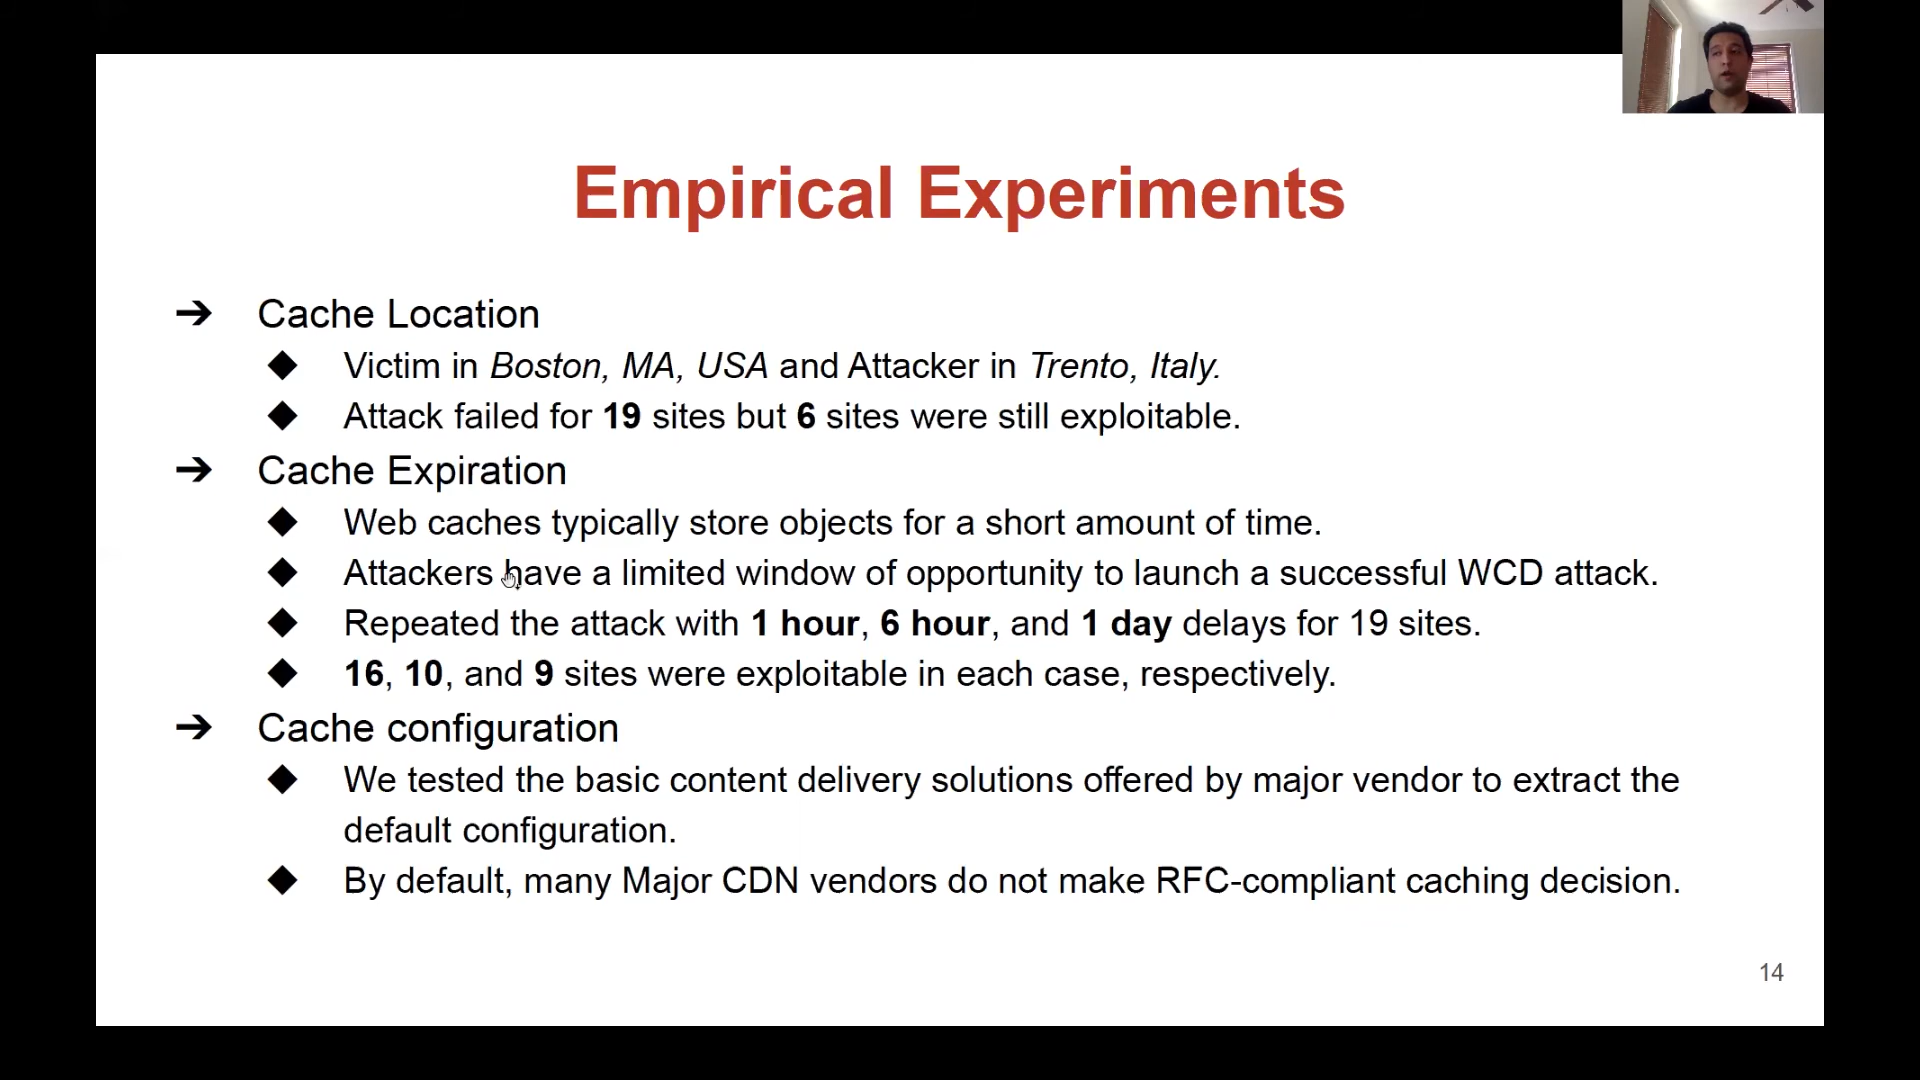 Empirical Experiments
➔ Cache Location
◆ Victim in Boston, MA, USA and Attacker in Trento, Italy.
◆ Attack failed for 19 sites but 6 sites were still exploitable.
➔ Cache Expiration
◆ Web caches typically store objects for a short amount of time.
◆ Attackers have a limited window of opportunity to launch a successful WCD attack.
◆ Repeated the attack with 1 hour, 6 hour, and 1 day delays for 19 sites.
◆ 16, 10, and 9 sites were exploitable in each case, respectively.
➔ Cache configuration
◆ We tested the basic content delivery solutions offered by major vendor to extract the
default configuration.
◆ By default, many Major CDN vendors do not make RFC-compliant caching decision.
14